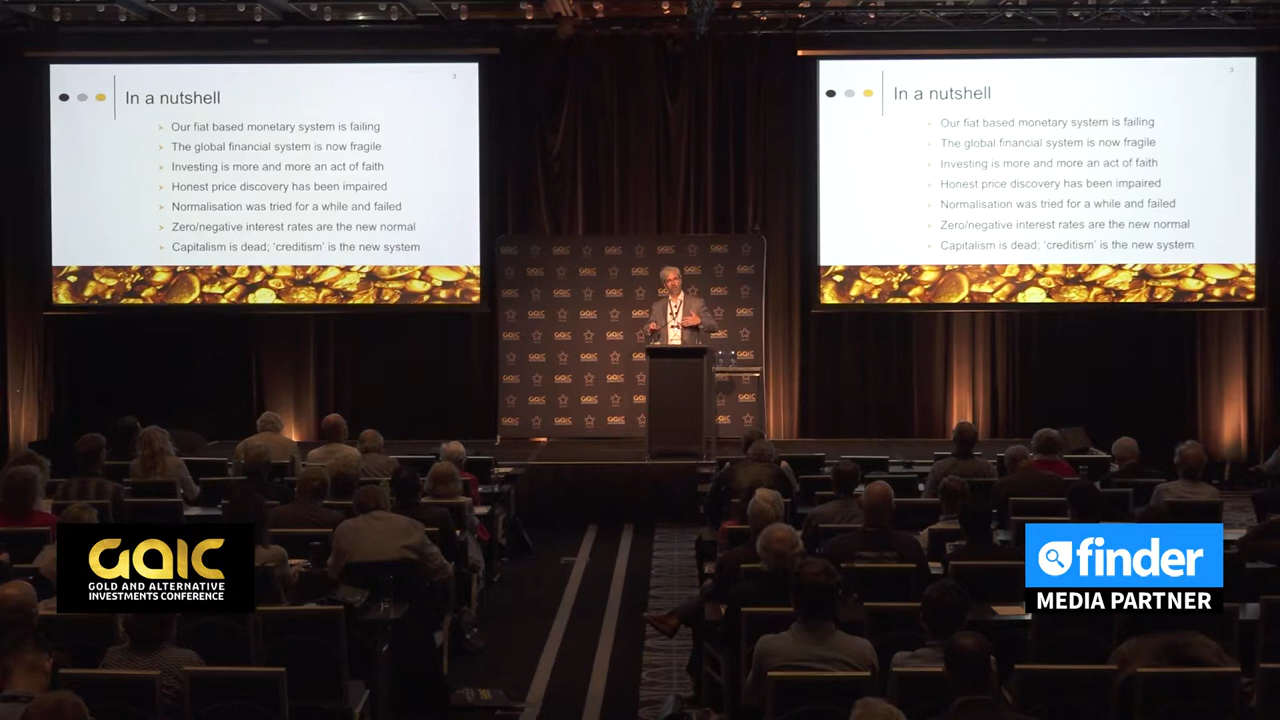 3
In a nutshell
Our fiat based monetary system is failing
The global financial system is now fragile
Investing is more and more an act of faith
Honest price discovery has been impaired
Normalisation was tried for a while and failed
Zero/negative interest rates are the new normal
Capitalism is dead; ‘creditism’ is the new system
3
In a nutshell
Our fiat based monetary system is failing
The global financial system is now fragile
Investing is more and more an act of faith
Honest price discovery has been impaired
Normalisation was tried for a while and failed
Zero/negative interest rates are the new normal
Capitalism is dead; ‘creditism’ is the new system
GAIC
GOLD AND ALTERNATIVE
INVESTMENTS CONFERENCE
finder
MEDIA PARTNER